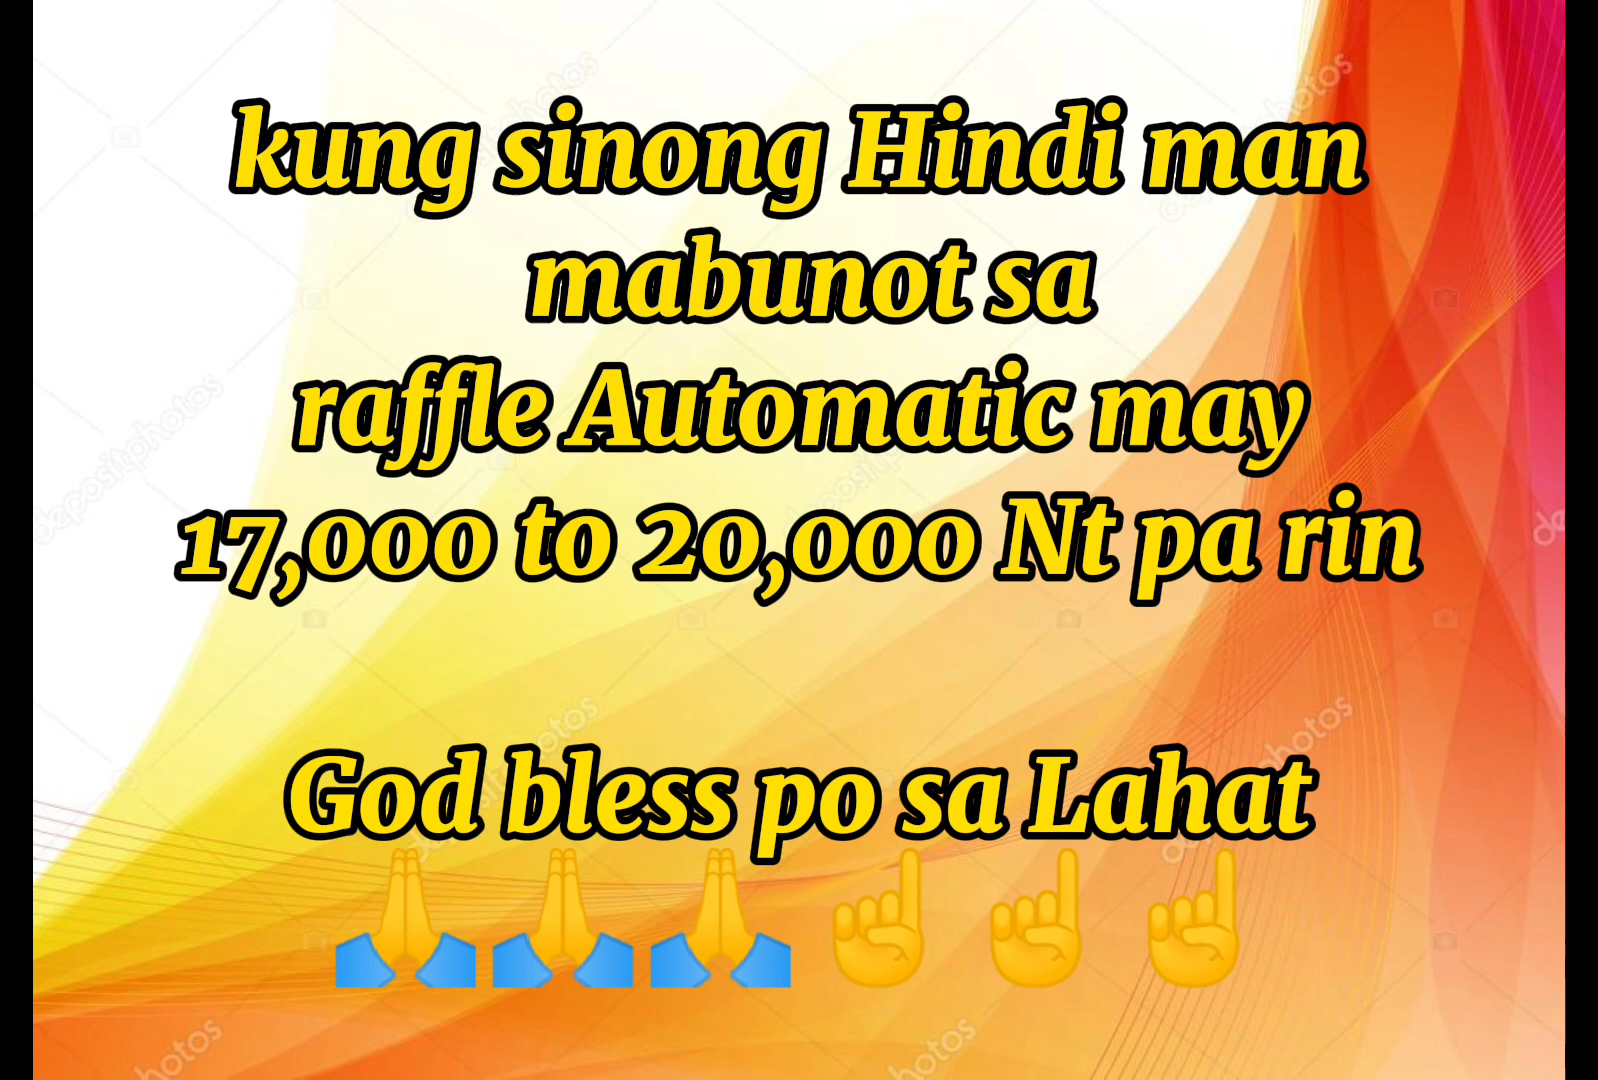 kung sinong Hindi man
mabunot sa
raffle Automatic may
17,000 to 20,000 Nt pa rin
God bless po sa Lahat
🙏🙏🙏☝️☝️☝️
depositphotos